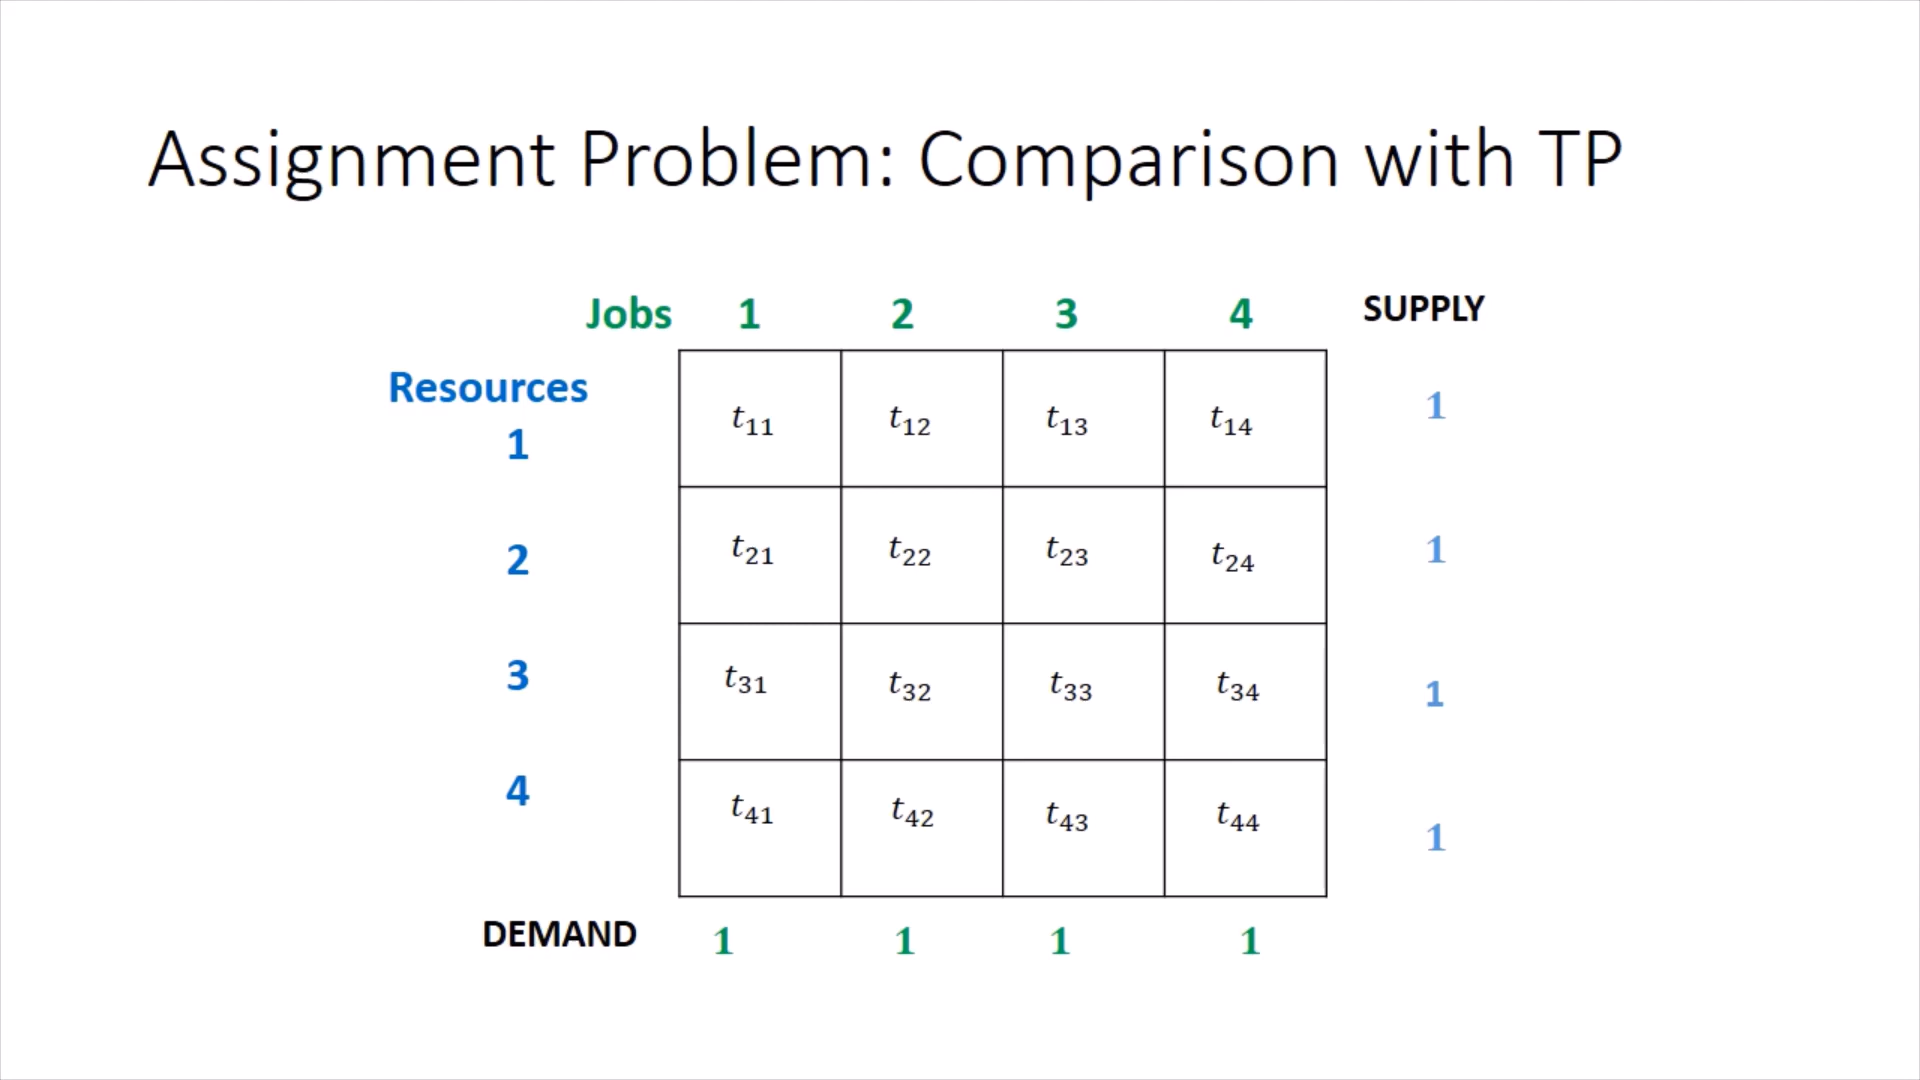 Assignment Problem: Comparison with TP
Jobs 1 2 3 4 SUPPLY
Resources
1 t₁₁ t₁₂ t₁₃ t₁₄ 1
2 t₂₁ t₂₂ t₂₃ t₂₄ 1
3 t₃₁ t₃₂ t₃₃ t₃₄ 1
4 t₄₁ t₄₂ t₄₃ t₄₄ 1
DEMAND 1 1 1 1